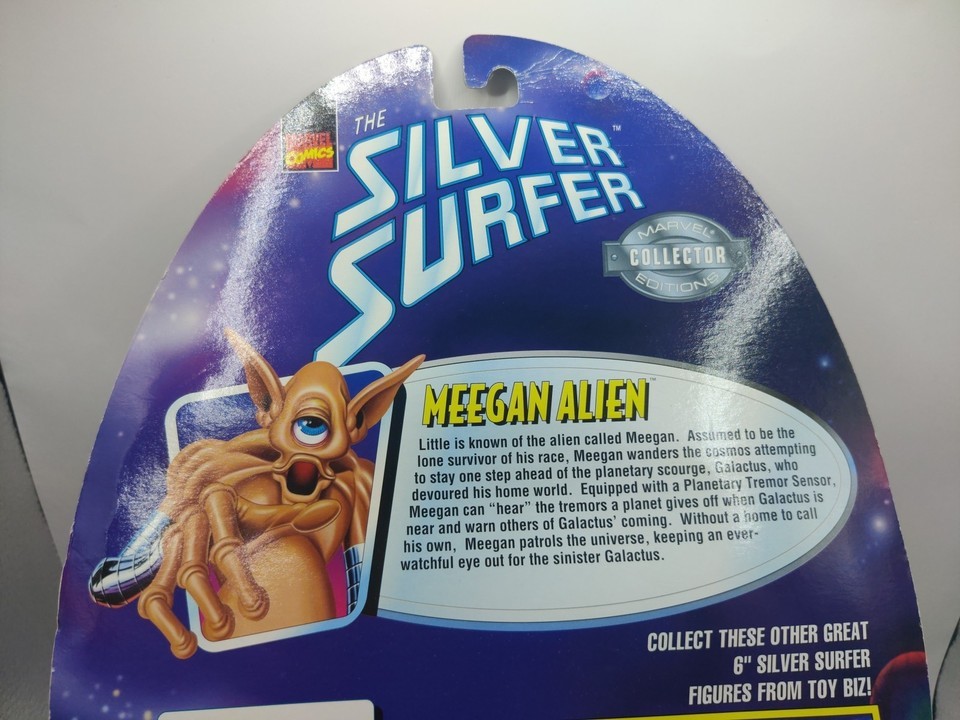 MARVEL
COMICS
THE
SILVER™
SURFER
MARVEL®
COLLECTOR
EDITIONS
MEEGAN ALIEN™
Little is known of the alien called Meegan. Assumed to be the
lone survivor of his race, Meegan wanders the cosmos attempting
to stay one step ahead of the planetary scourge, Galactus, who
devoured his home world. Equipped with a Planetary Tremor Sensor,
Meegan can "hear" the tremors a planet gives off when Galactus is
near and warn others of Galactus' coming. Without a home to call
his own, Meegan patrols the universe, keeping an ever-
watchful eye out for the sinister Galactus.
COLLECT THESE OTHER GREAT
6" SILVER SURFER
FIGURES FROM TOY BIZ!